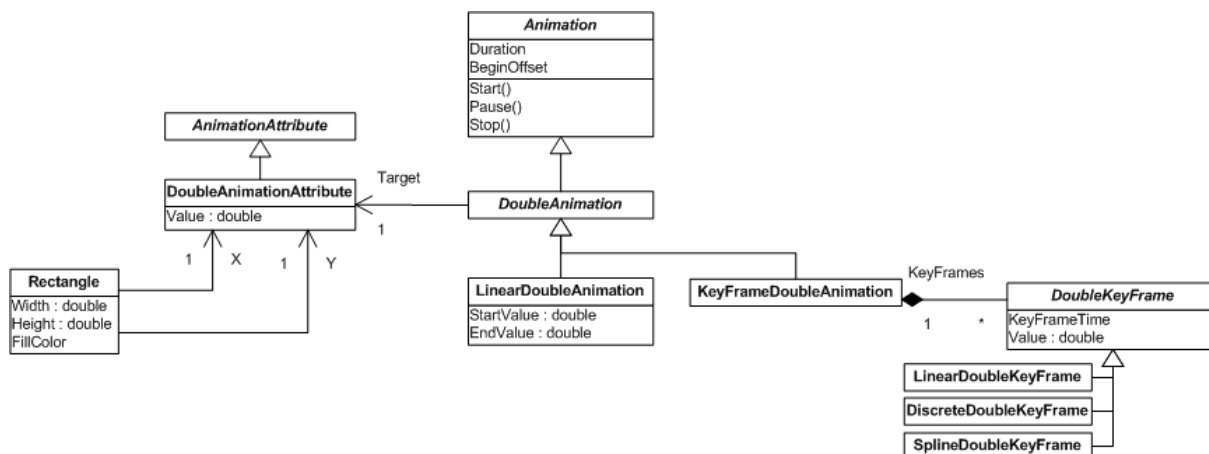 Animation
Duration
BeginOffset
Start()
Pause()
Stop()
AnimationAttribute
DoubleAnimationAttribute
Value : double
Target
1
DoubleAnimation
1
X
1
Y
Rectangle
Width : double
Height : double
FillColor
LinearDoubleAnimation
StartValue : double
EndValue : double
KeyFrameDoubleAnimation
KeyFrames
1
*
DoubleKeyFrame
KeyFrameTime
Value : double
LinearDoubleKeyFrame
DiscreteDoubleKeyFrame
SplineDoubleKeyFrame